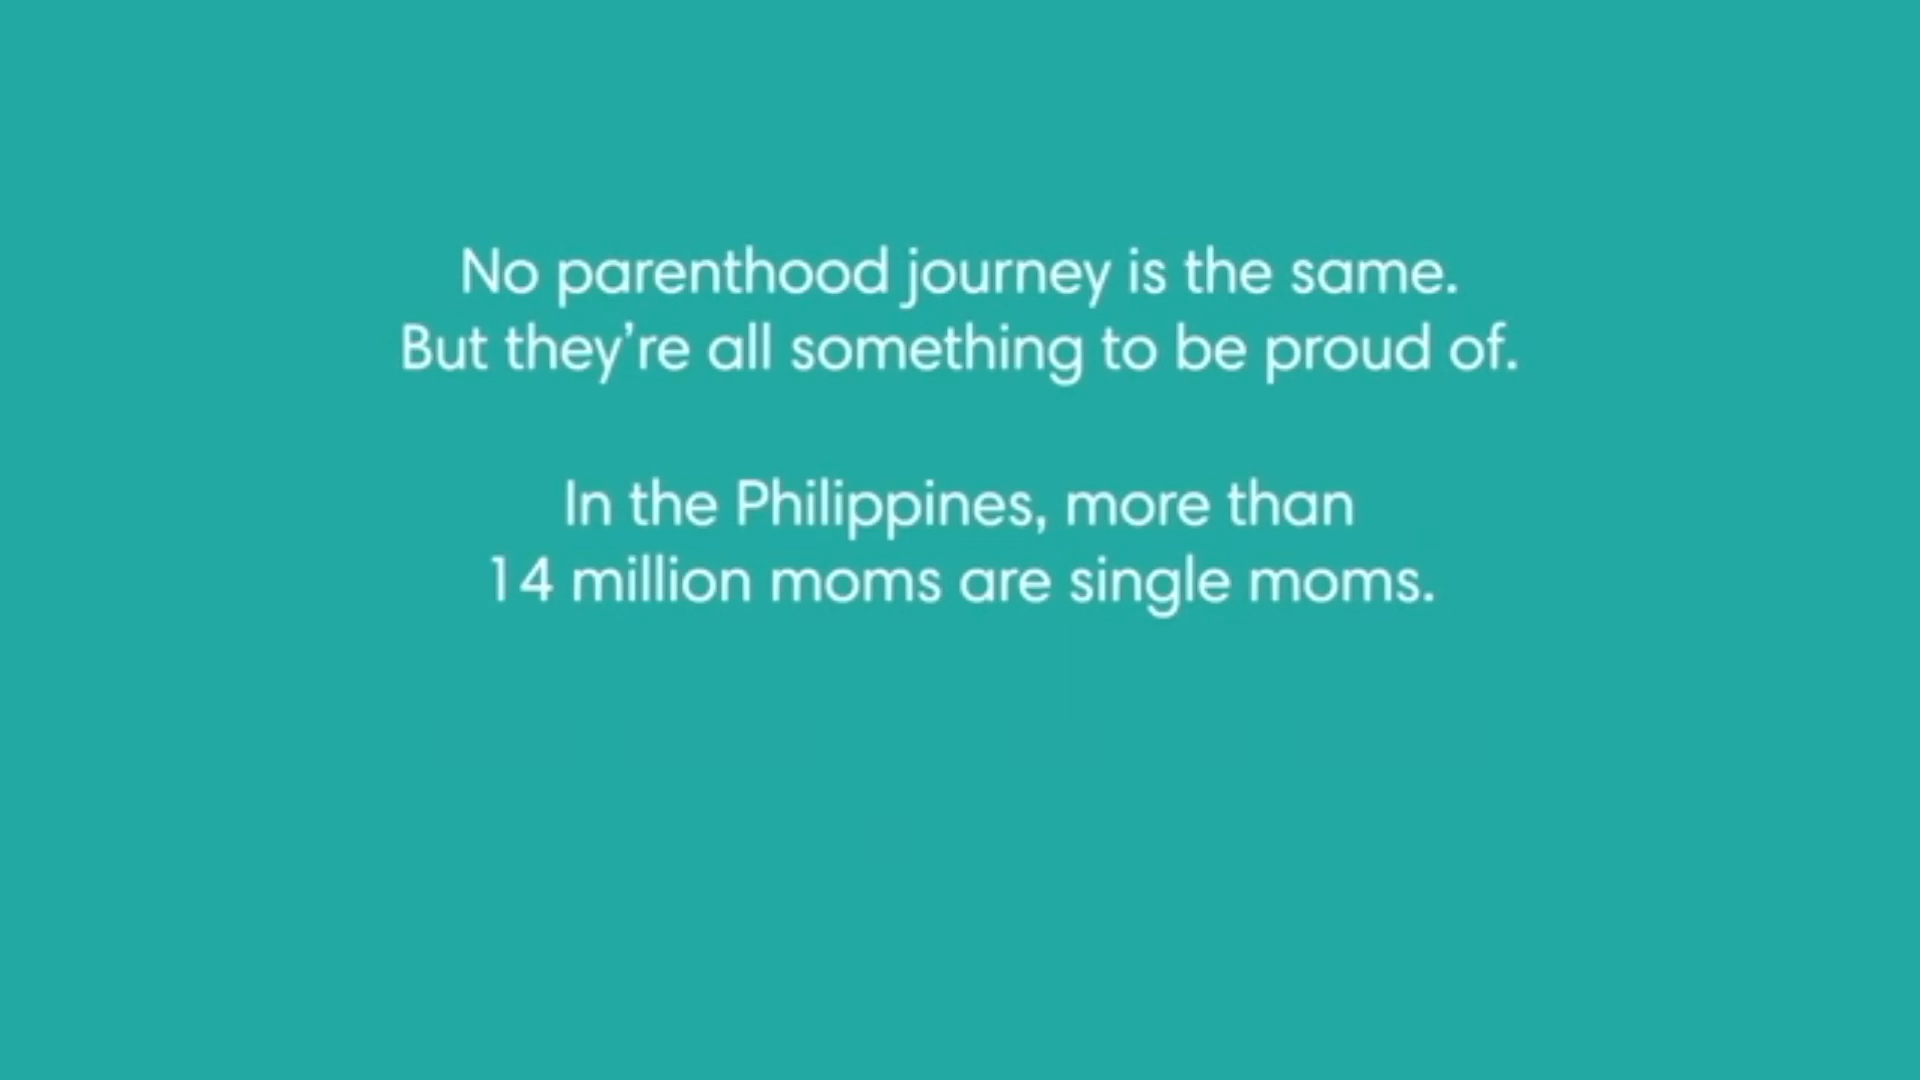 No parenthood journey is the same.
But they're all something to be proud of.
In the Philippines, more than
14 million moms are single moms.